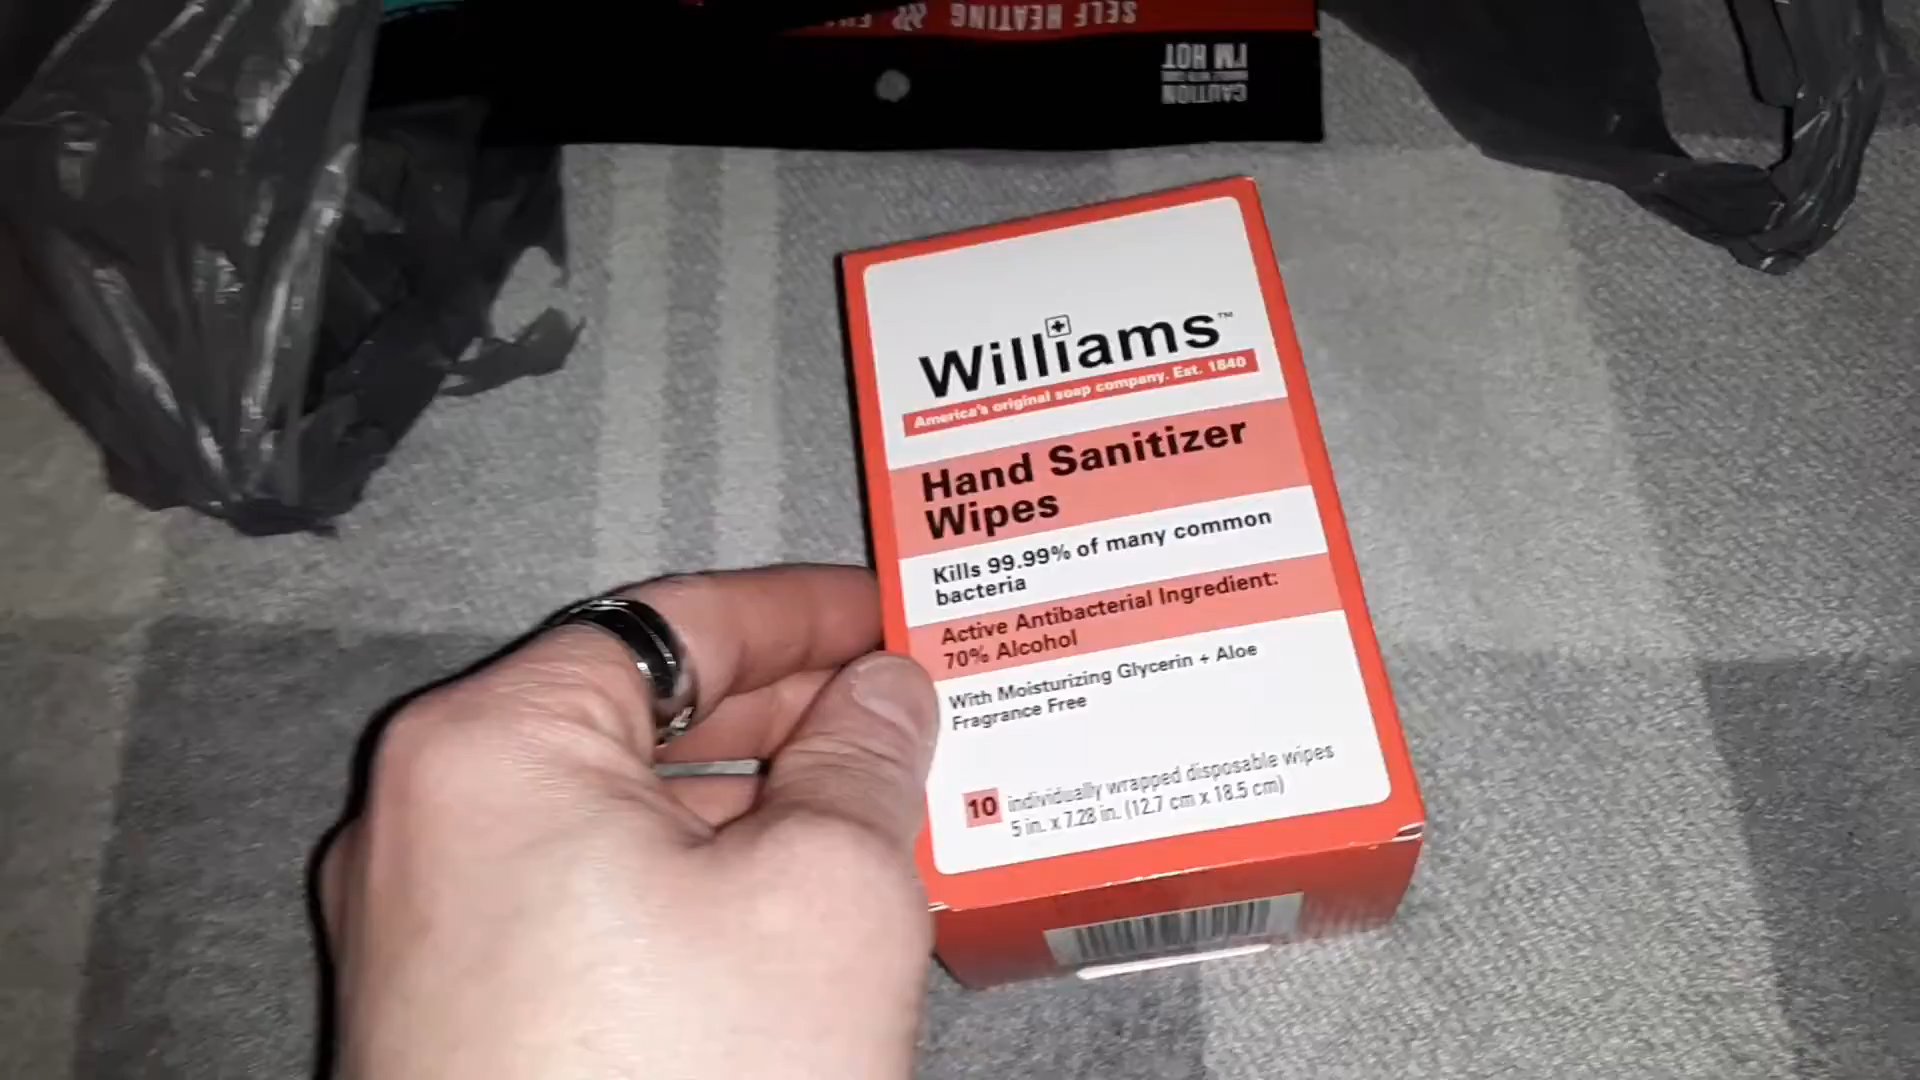 SELF HEATING
CAUTION
I'M HOT
Williams™
America's original soap company. Est. 1840
Hand Sanitizer
Wipes
Kills 99.99% of many common
bacteria
Active Antibacterial Ingredient:
70% Alcohol
With Moisturizing Glycerin + Aloe
Fragrance Free
10 individually wrapped disposable wipes
5 in. x 7.28 in. (12.7 cm x 18.5 cm)